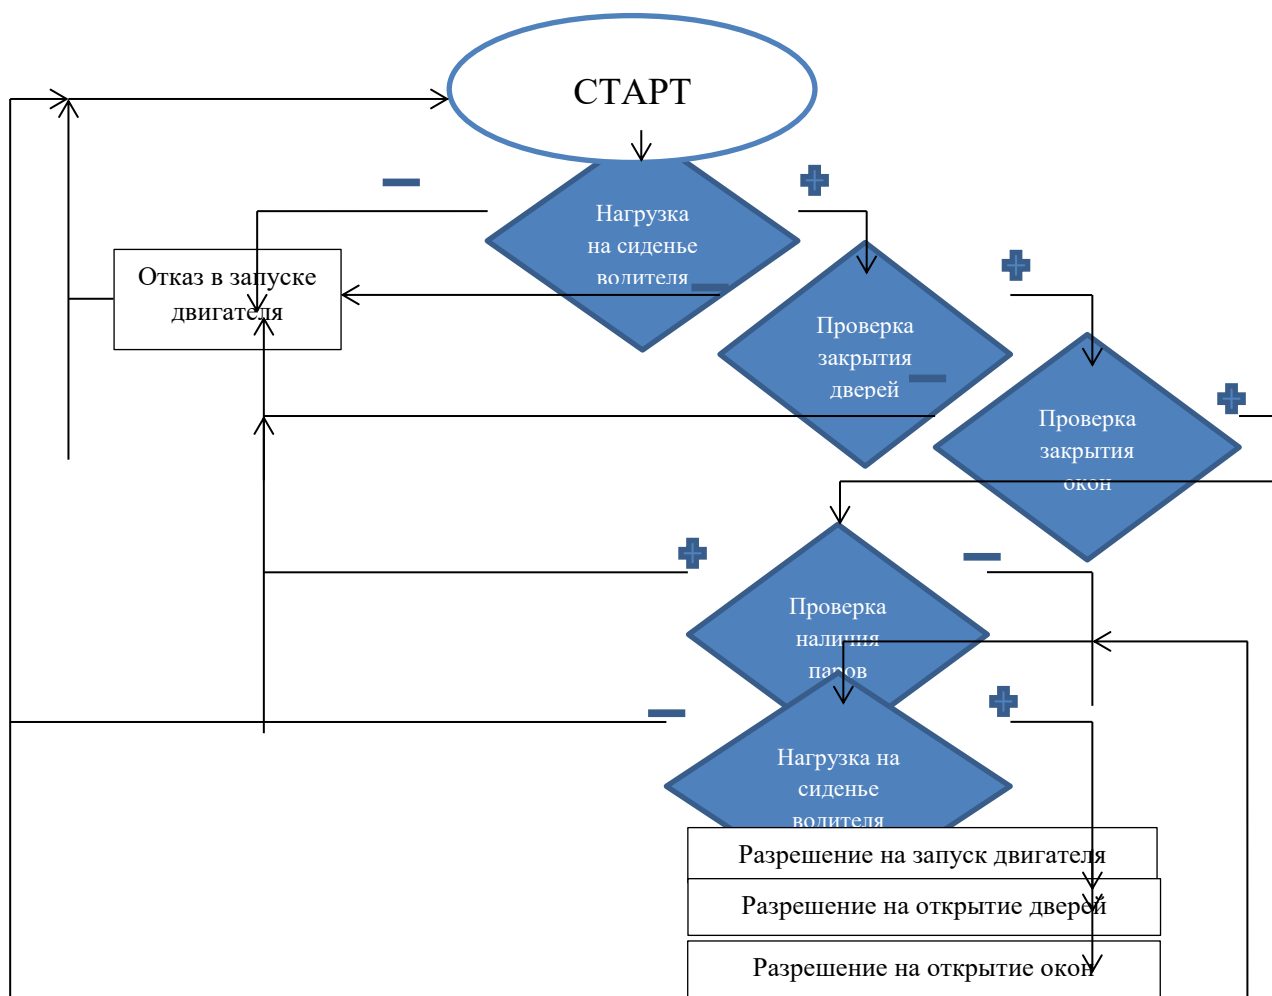 СТАРТ
Нагрузка
на сиденье
водителя
Отказ в запуске
двигателя
Проверка
закрытия
дверей
Проверка
закрытия
окон
Проверка
налиция
паров
Нагрузка на
сиденье
водителя
Разрешение на запуск двигателя
Разрешение на открытие дверей
Разрешение на открытие окон